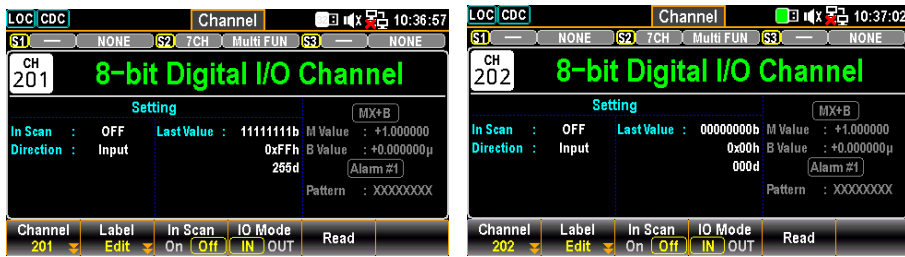 LOC CDC Channel 10:36:57
S1 — NONE S2 7CH Multi FUN S3 — NONE
CH
201
8-bit Digital I/O Channel
Setting
MX+B
In Scan : OFF Last Value : 11111111b M Value : +1.000000
Direction : Input 0xFFh B Value : +0.000000µ
255d Alarm #1
Pattern : XXXXXXXX
Channel Label In Scan IO Mode Read
201 Edit On Off IN OUT
LOC CDC Channel 10:37:02
S1 — NONE S2 7CH Multi FUN S3 — NONE
CH
202
8-bit Digital I/O Channel
Setting
MX+B
In Scan : OFF Last Value : 00000000b M Value : +1.000000
Direction : Input 0x00h B Value : +0.000000µ
000d Alarm #1
Pattern : XXXXXXXX
Channel Label In Scan IO Mode Read
202 Edit On Off IN OUT